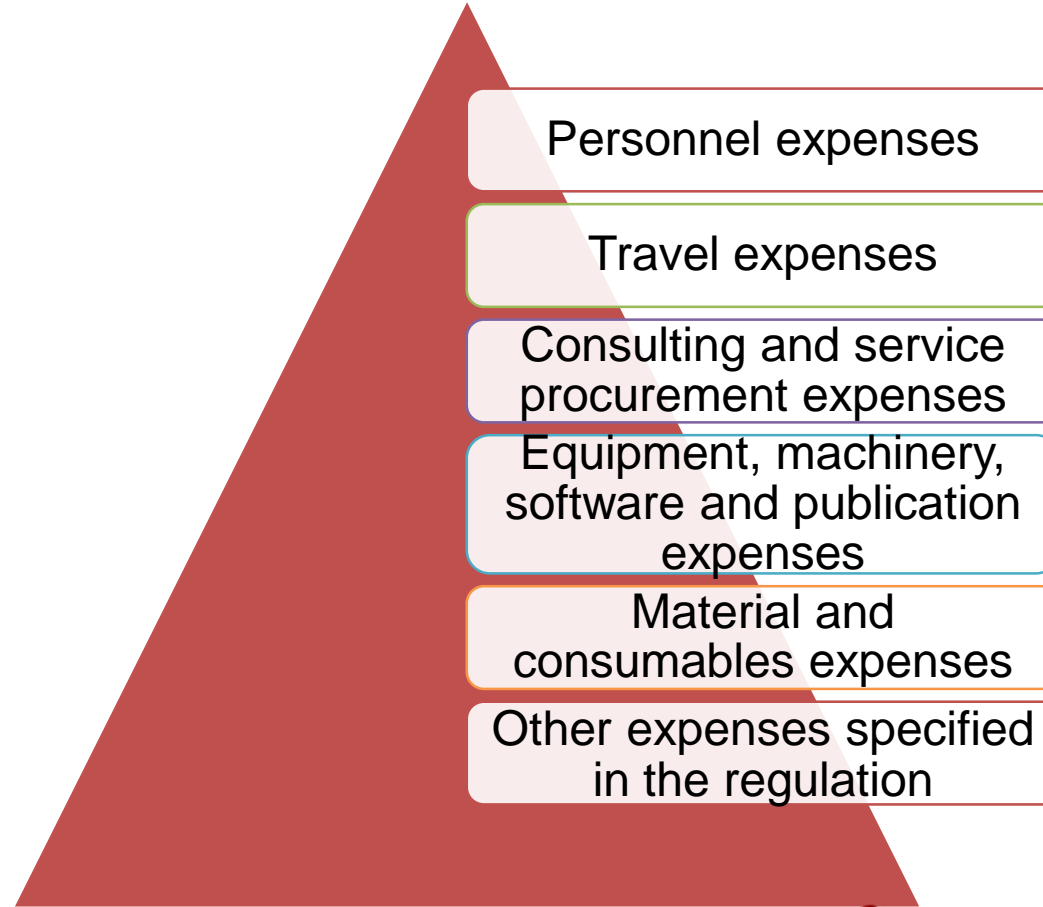 Personnel expenses
Travel expenses
Consulting and service
procurement expenses
Equipment, machinery,
software and publication
expenses
Material and
consumables expenses
Other expenses specified
in the regulation